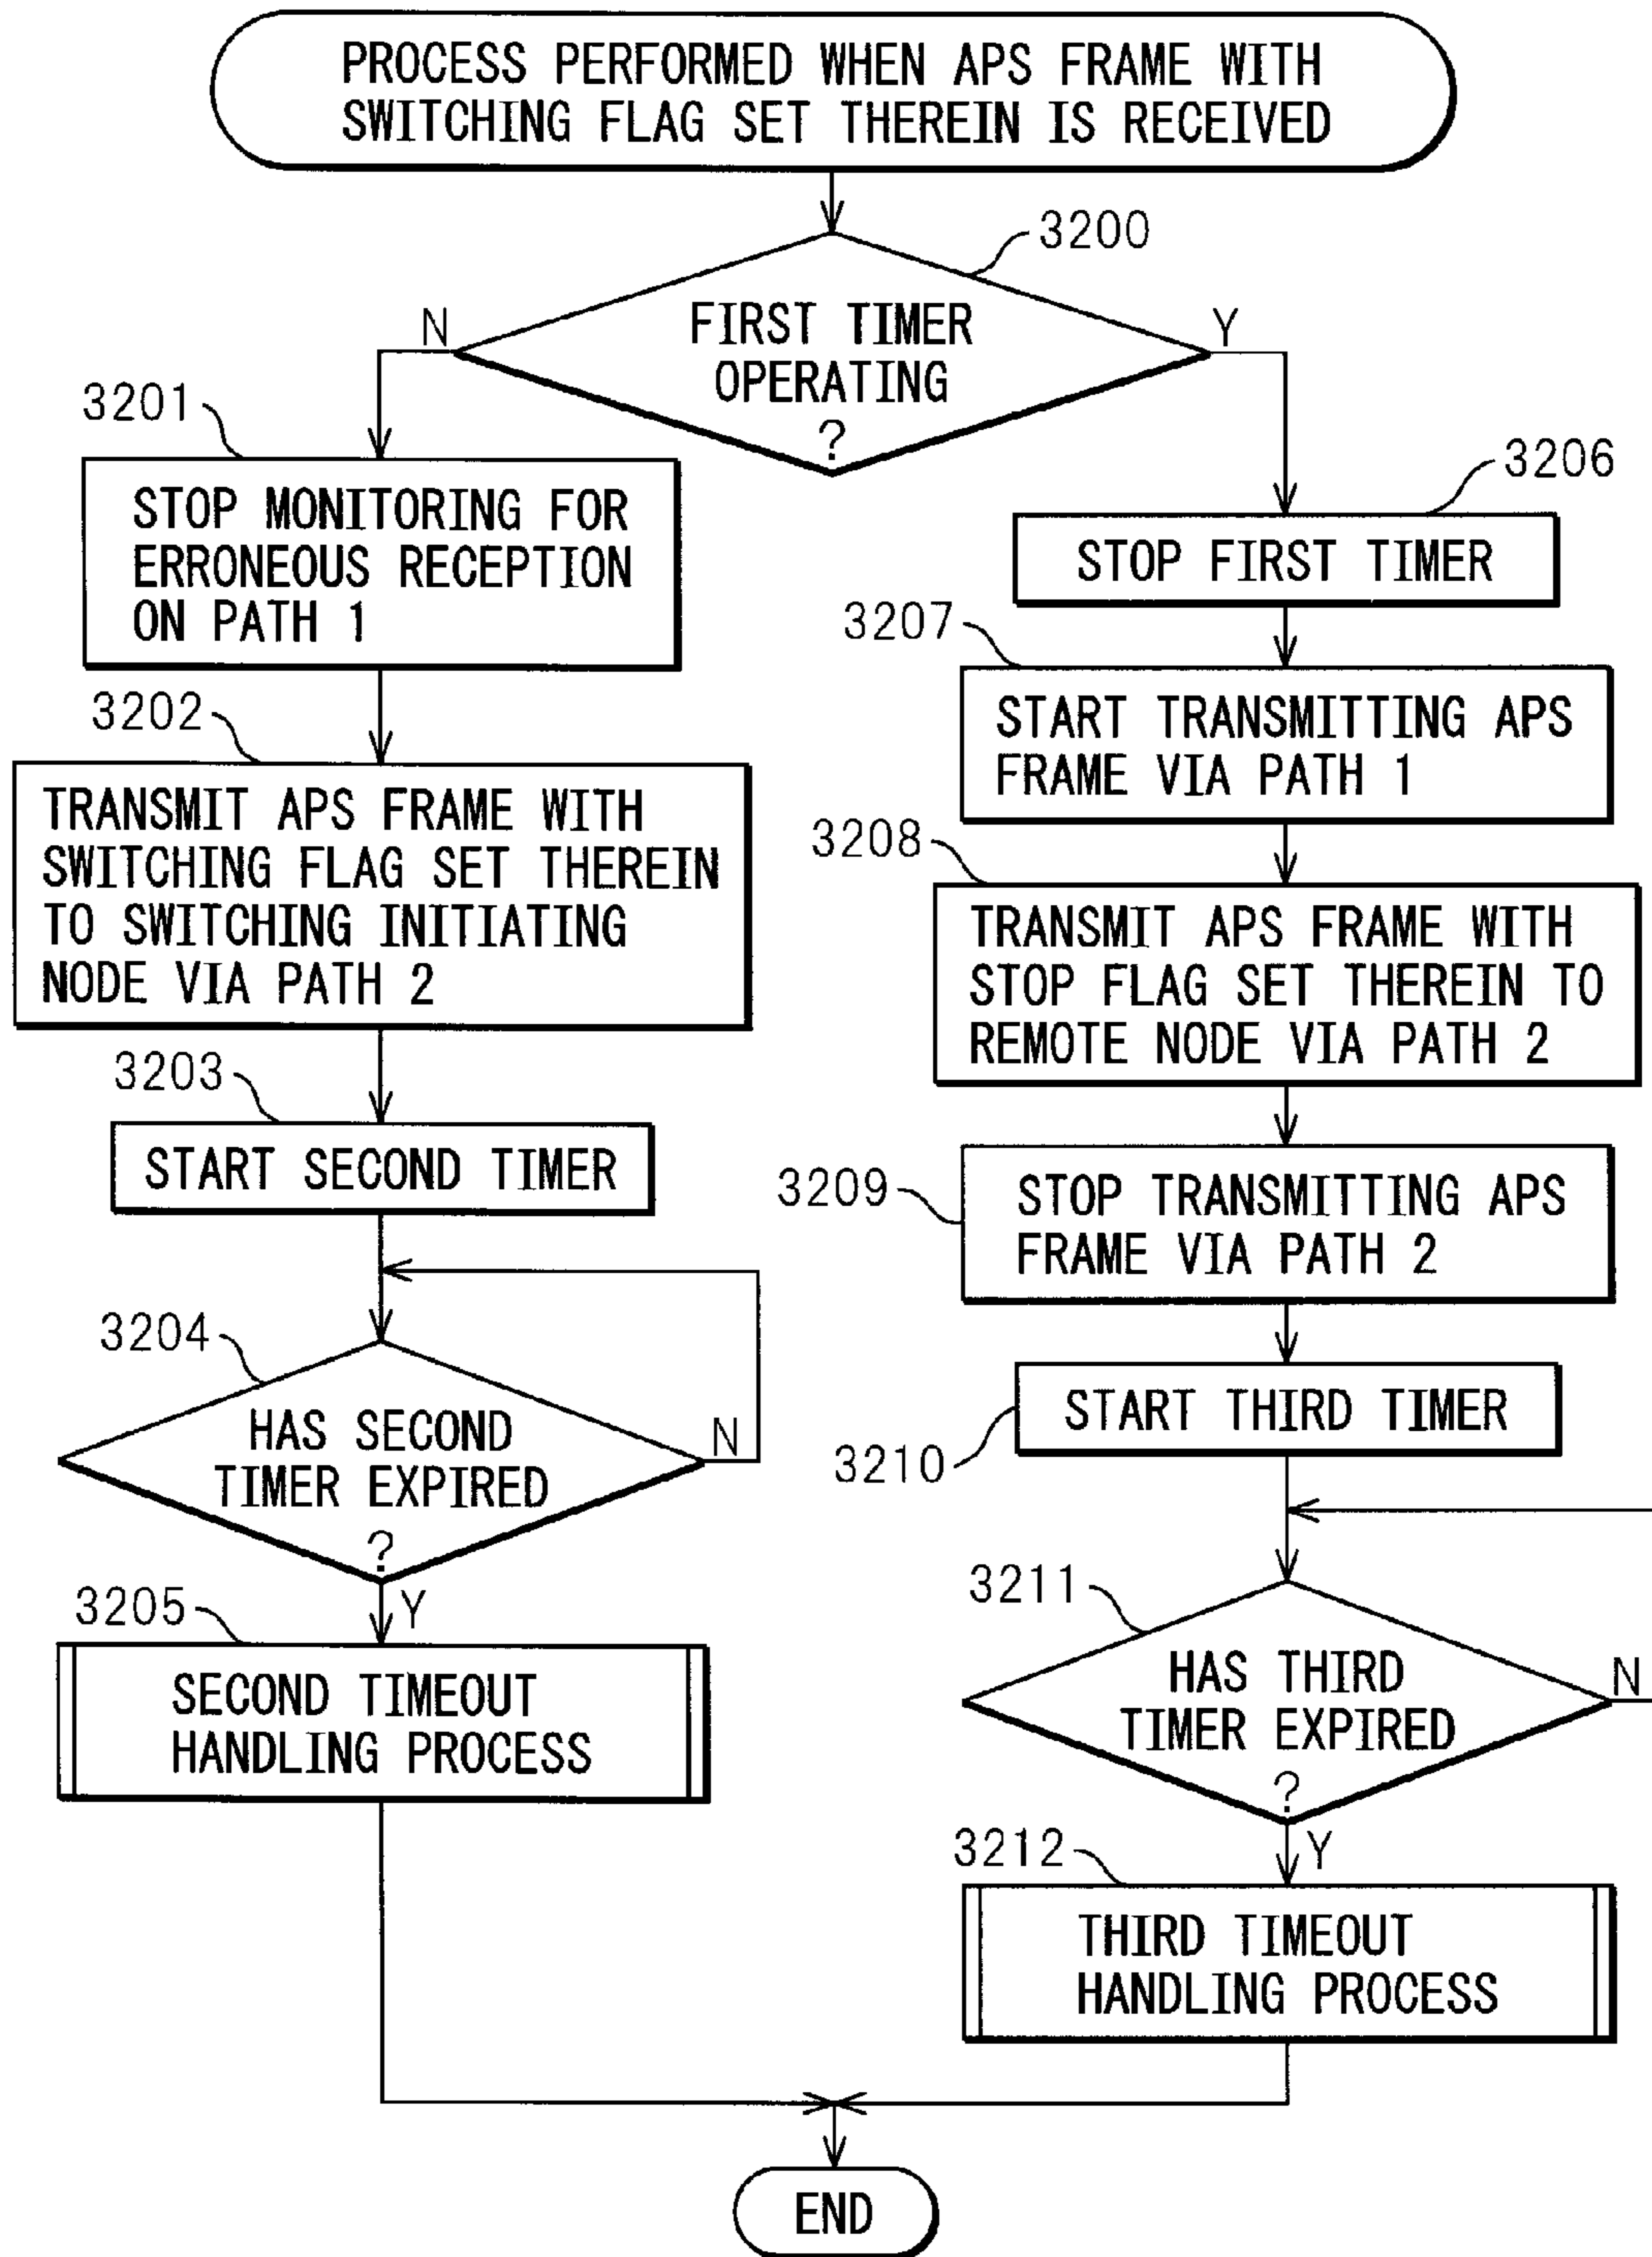 PROCESS PERFORMED WHEN APS FRAME WITH
SWITCHING FLAG SET THEREIN IS RECEIVED
3200
FIRST TIMER
OPERATING
?
N
Y
3201
STOP MONITORING FOR
ERRONEOUS RECEPTION
ON PATH 1
3202
TRANSMIT APS FRAME WITH
SWITCHING FLAG SET THEREIN
TO SWITCHING INITIATING
NODE VIA PATH 2
3203
START SECOND TIMER
3204
HAS SECOND
TIMER EXPIRED
?
N
Y
3205
SECOND TIMEOUT
HANDLING PROCESS
3206
STOP FIRST TIMER
3207
START TRANSMITTING APS
FRAME VIA PATH 1
3208
TRANSMIT APS FRAME WITH
STOP FLAG SET THEREIN TO
REMOTE NODE VIA PATH 2
3209
STOP TRANSMITTING APS
FRAME VIA PATH 2
3210
START THIRD TIMER
3211
HAS THIRD
TIMER EXPIRED
?
N
Y
3212
THIRD TIMEOUT
HANDLING PROCESS
END